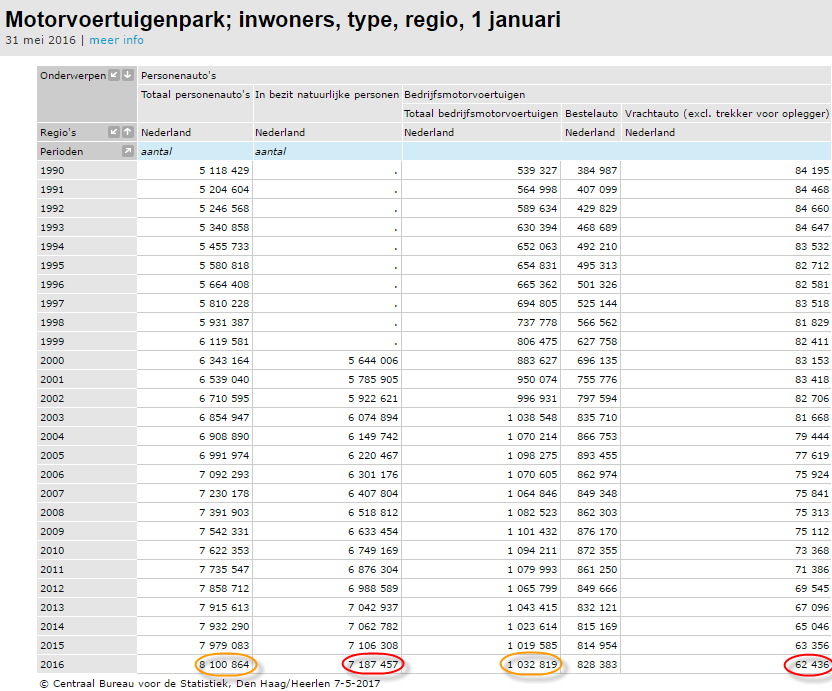 Motorvoertuigenpark; inwoners, type, regio, 1 januari
31 mei 2016 | meer info
Onderwerpen Personenauto's
Totaal personenauto's In bezit natuurlijke personen Bedrijfsmotorvoertuigen
Totaal bedrijfsmotorvoertuigen Bestelauto Vrachtauto (excl. trekker voor oplegger)
Regio's Nederland Nederland Nederland Nederland Nederland
Perioden aantal aantal
1990 5 118 429 . 539 327 384 987 84 195
1991 5 204 604 . 564 998 407 099 84 468
1992 5 246 568 . 589 634 429 829 84 660
1993 5 340 858 . 630 394 468 689 84 647
1994 5 455 733 . 652 063 492 210 83 532
1995 5 580 818 . 654 831 495 313 82 712
1996 5 664 408 . 665 362 501 326 82 581
1997 5 810 228 . 694 805 525 144 83 518
1998 5 931 387 . 737 778 566 562 81 829
1999 6 119 581 . 806 475 627 758 82 411
2000 6 343 164 5 644 006 883 627 696 135 83 153
2001 6 539 040 5 785 905 950 074 755 776 83 418
2002 6 710 595 5 922 621 996 931 797 594 82 706
2003 6 854 947 6 074 894 1 038 548 835 710 81 668
2004 6 908 890 6 149 742 1 070 214 866 753 79 444
2005 6 991 974 6 220 467 1 098 275 893 455 77 619
2006 7 092 293 6 301 176 1 070 605 862 974 75 924
2007 7 230 178 6 407 804 1 064 846 849 348 75 841
2008 7 391 903 6 518 812 1 082 523 862 303 75 313
2009 7 542 331 6 633 454 1 101 432 876 170 75 112
2010 7 622 353 6 749 169 1 094 211 872 355 73 368
2011 7 735 547 6 876 304 1 079 993 861 250 71 386
2012 7 858 712 6 988 589 1 065 799 849 666 69 545
2013 7 915 613 7 042 937 1 043 415 832 121 67 096
2014 7 932 290 7 062 782 1 023 614 815 169 65 046
2015 7 979 083 7 106 308 1 019 585 814 954 63 356
2016 8 100 864 7 187 457 1 032 819 828 383 62 436
© Centraal Bureau voor de Statistiek, Den Haag/Heerlen 7-5-2017